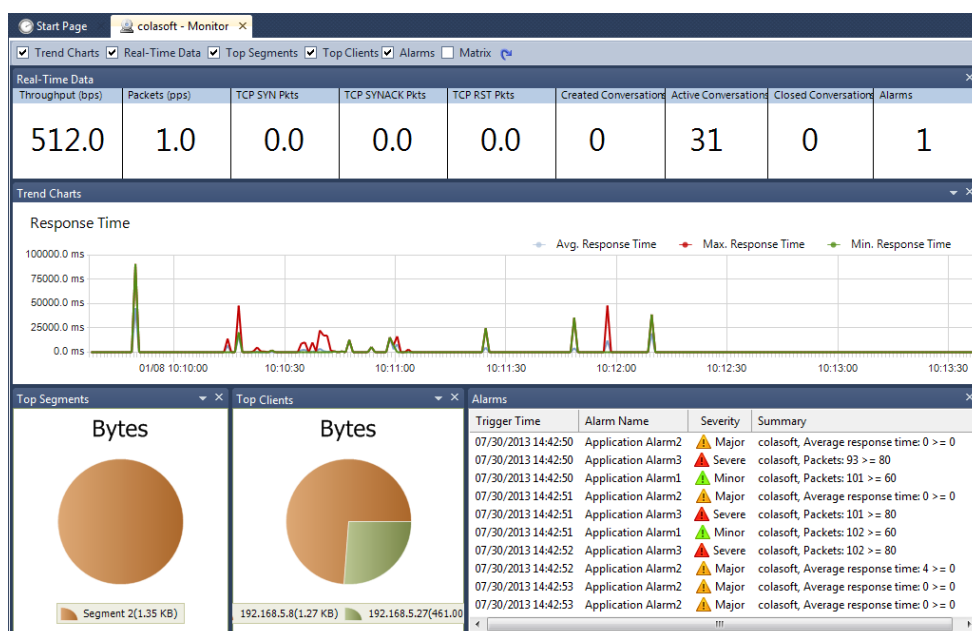 Start Page colasoft - Monitor
Trend Charts Real-Time Data Top Segments Top Clients Alarms Matrix
Real-Time Data
Throughput (bps) Packets (pps) TCP SYN Pkts TCP SYNACK Pkts TCP RST Pkts Created Conversations Active Conversations Closed Conversations Alarms
512.0 1.0 0.0 0.0 0.0 0 31 0 1
Trend Charts
Response Time
Avg. Response Time Max. Response Time Min. Response Time
100000.0 ms
75000.0 ms
50000.0 ms
25000.0 ms
0.0 ms
01/08 10:10:00 10:10:30 10:11:00 10:11:30 10:12:00 10:12:30 10:13:00 10:13:30
Top Segments
Bytes
Segment 2(1.35 KB)
Top Clients
Bytes
192.168.5.8(1.27 KB) 192.168.5.27(461.00
Alarms
Trigger Time Alarm Name Severity Summary
07/30/2013 14:42:50 Application Alarm2 Major colasoft, Average response time: 0 >= 0
07/30/2013 14:42:50 Application Alarm3 Severe colasoft, Packets: 93 >= 80
07/30/2013 14:42:50 Application Alarm1 Minor colasoft, Packets: 101 >= 60
07/30/2013 14:42:51 Application Alarm2 Major colasoft, Average response time: 0 >= 0
07/30/2013 14:42:51 Application Alarm3 Severe colasoft, Packets: 101 >= 80
07/30/2013 14:42:51 Application Alarm1 Minor colasoft, Packets: 102 >= 60
07/30/2013 14:42:52 Application Alarm3 Severe colasoft, Packets: 102 >= 80
07/30/2013 14:42:52 Application Alarm2 Major colasoft, Average response time: 4 >= 0
07/30/2013 14:42:53 Application Alarm2 Major colasoft, Average response time: 0 >= 0
07/30/2013 14:42:53 Application Alarm2 Major colasoft, Average response time: 0 >= 0